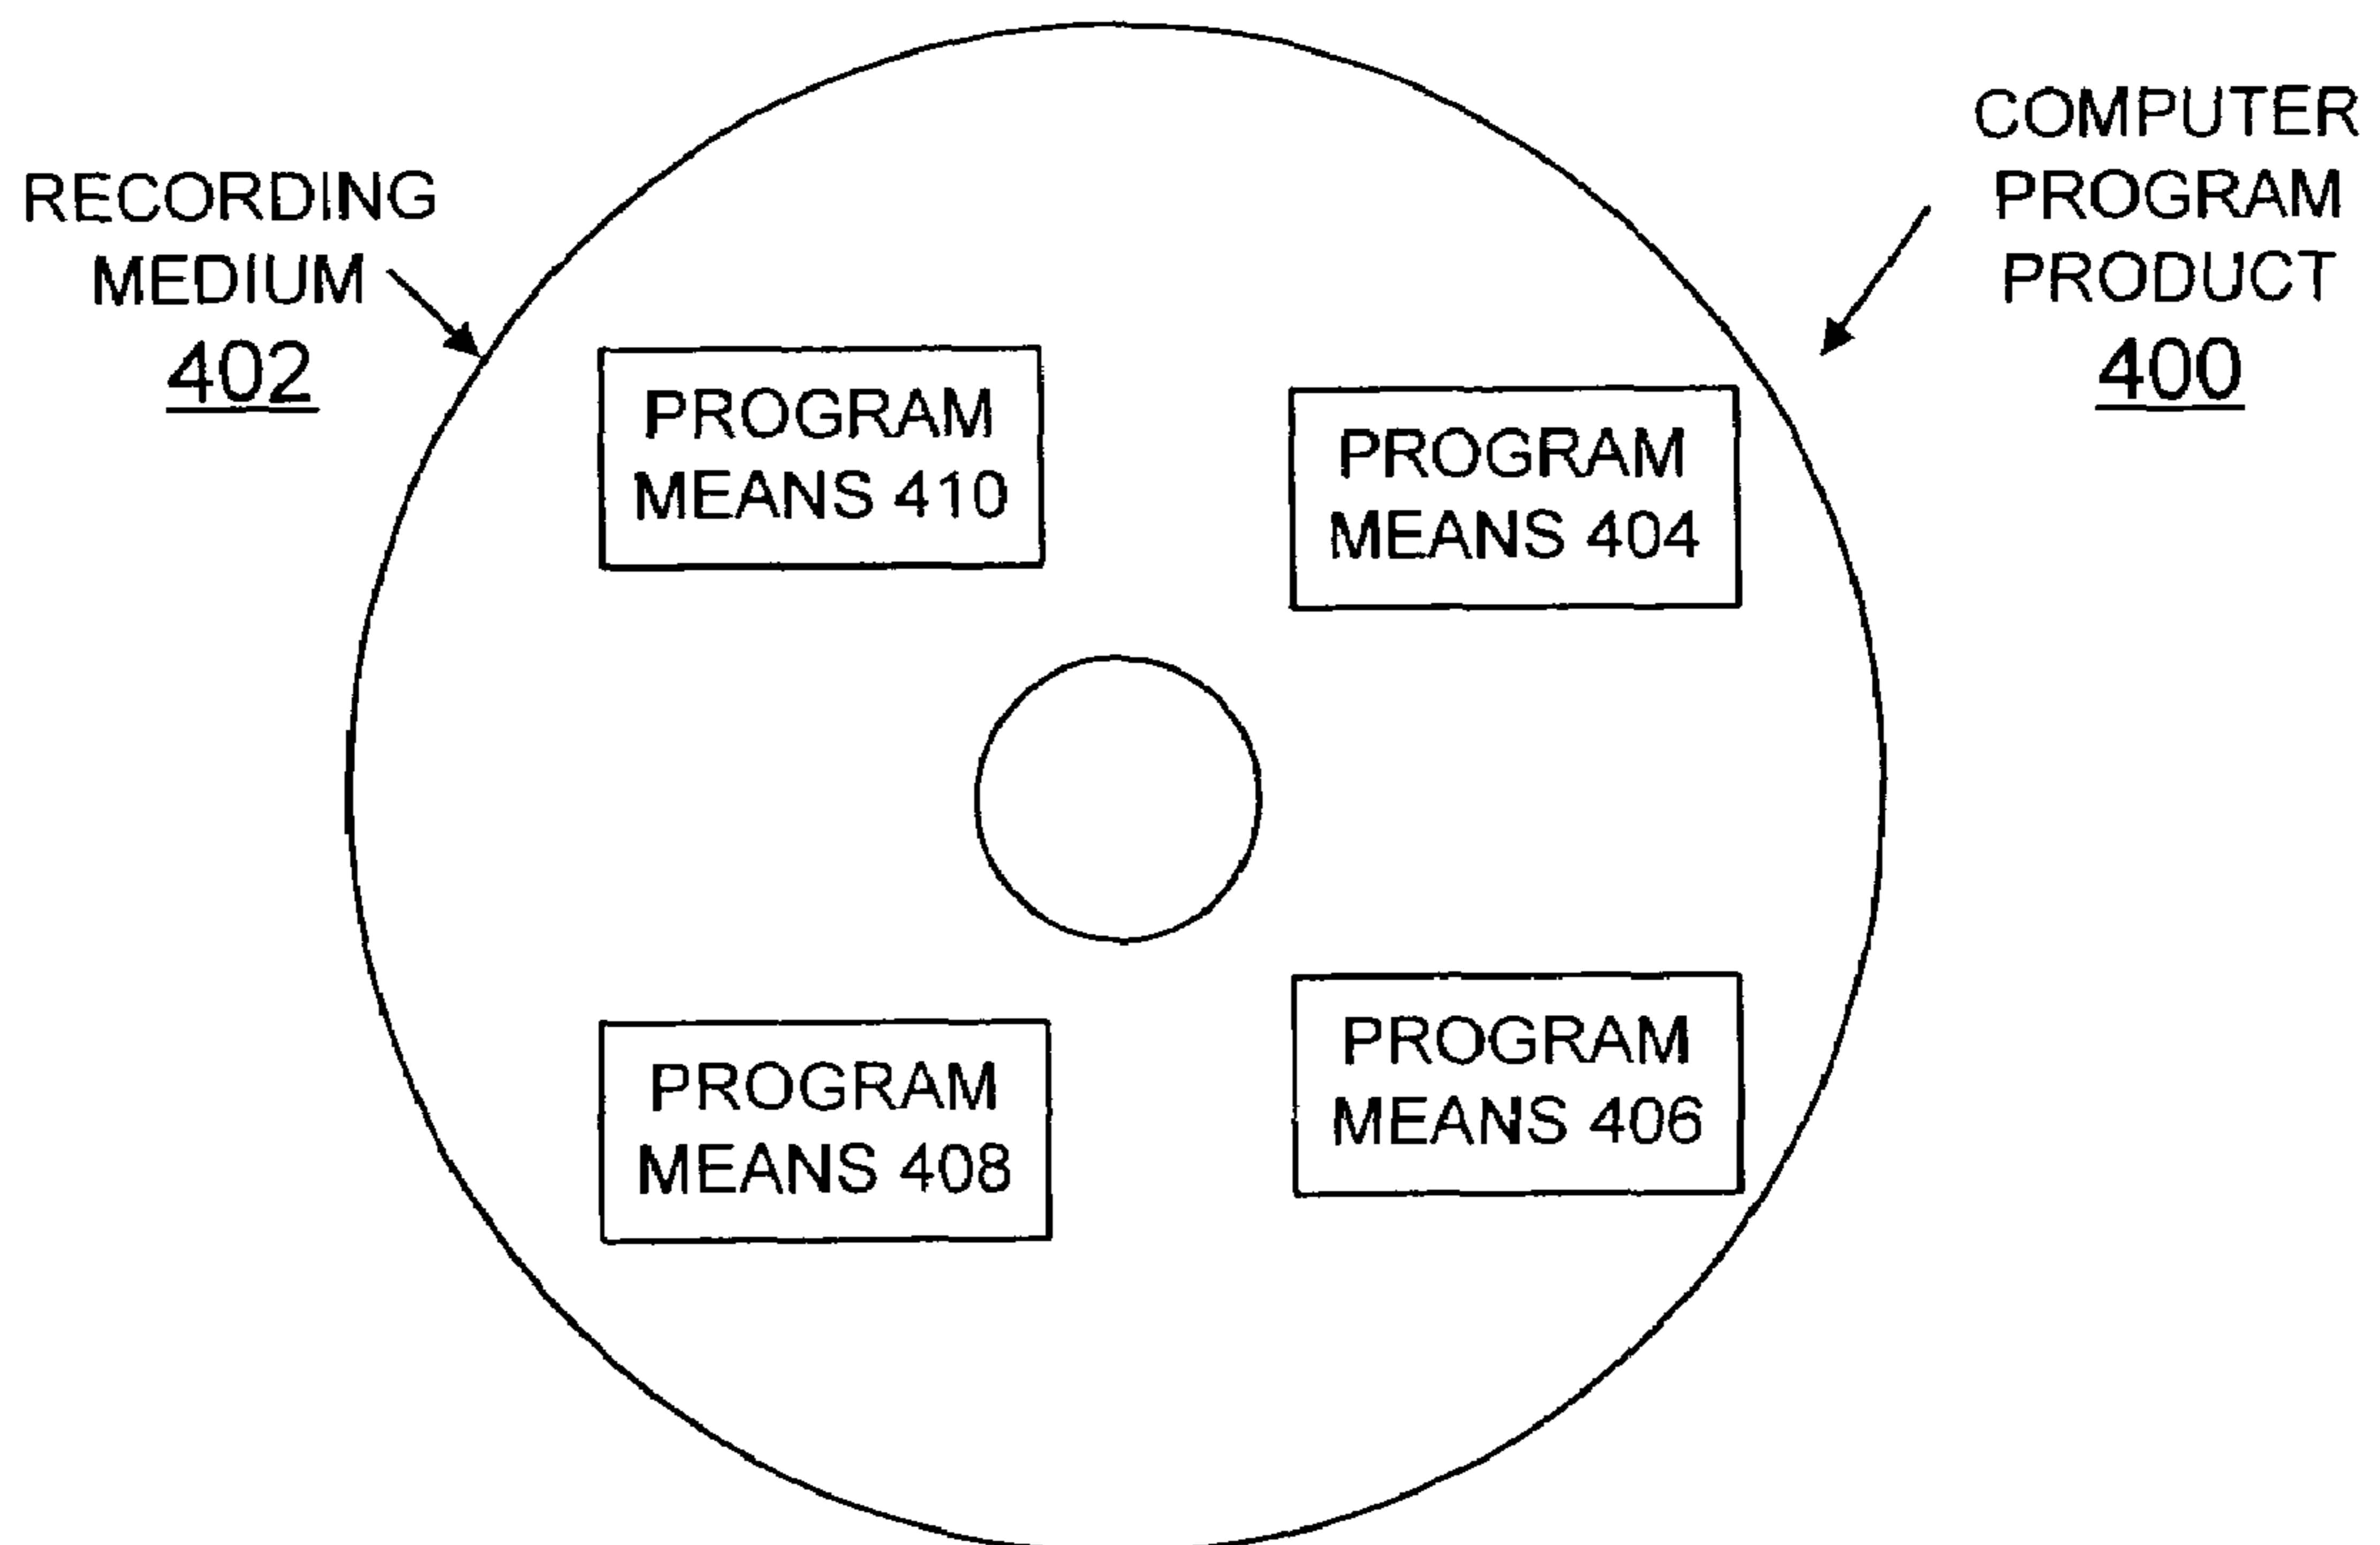 RECORDING
MEDIUM
402
COMPUTER
PROGRAM
PRODUCT
400
PROGRAM
MEANS 410
PROGRAM
MEANS 404
PROGRAM
MEANS 408
PROGRAM
MEANS 406